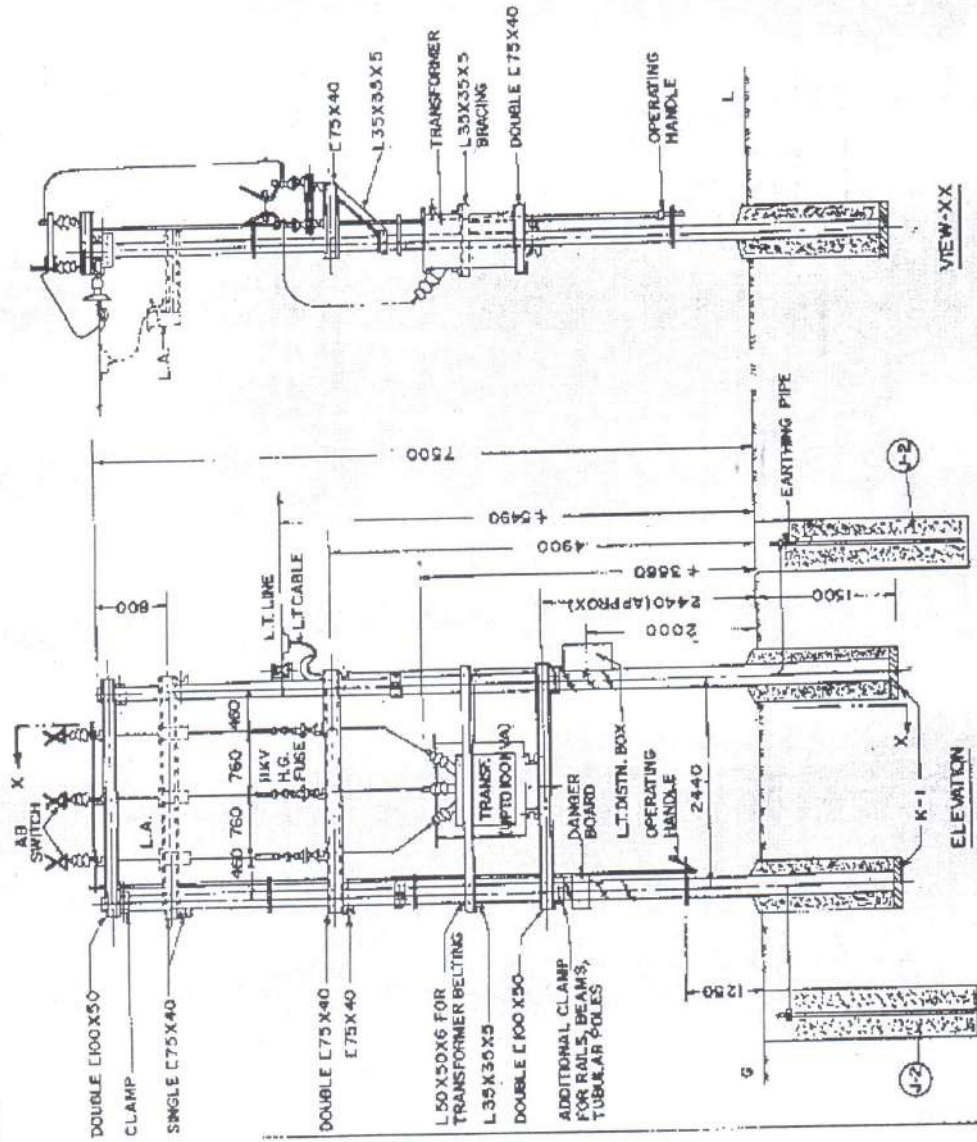 AB
SWITCH
X
DOUBLE [100X50
CLAMP
SINGLE [75X40
L.A.
800
L.T. LINE
L.T CABLE
460
760
760
460
11KV
H.G.
FUSE
DOUBLE [75X40
[75X40
L50X50X6 FOR
TRANSFORMER BELTING
L35X35X5
DOUBLE [100X50
TRANSF.
(UPTO 100KVA)
ADDITIONAL CLAMP
FOR RAILS, BEAMS,
TUBULAR POLES
DANGER
BOARD
L.T. DISTN. BOX
OPERATING
HANDLE
2440
1250
G
J-2
K-1
X
ELEVATION
7500
4900
2440 (APPROX)
2000
1500
EARTHING PIPE
J-2
L.A.
[75X40
L35X35X5
TRANSFORMER
L35X35X5
BRACING
DOUBLE [75X40
OPERATING
HANDLE
L
VIEW-XX